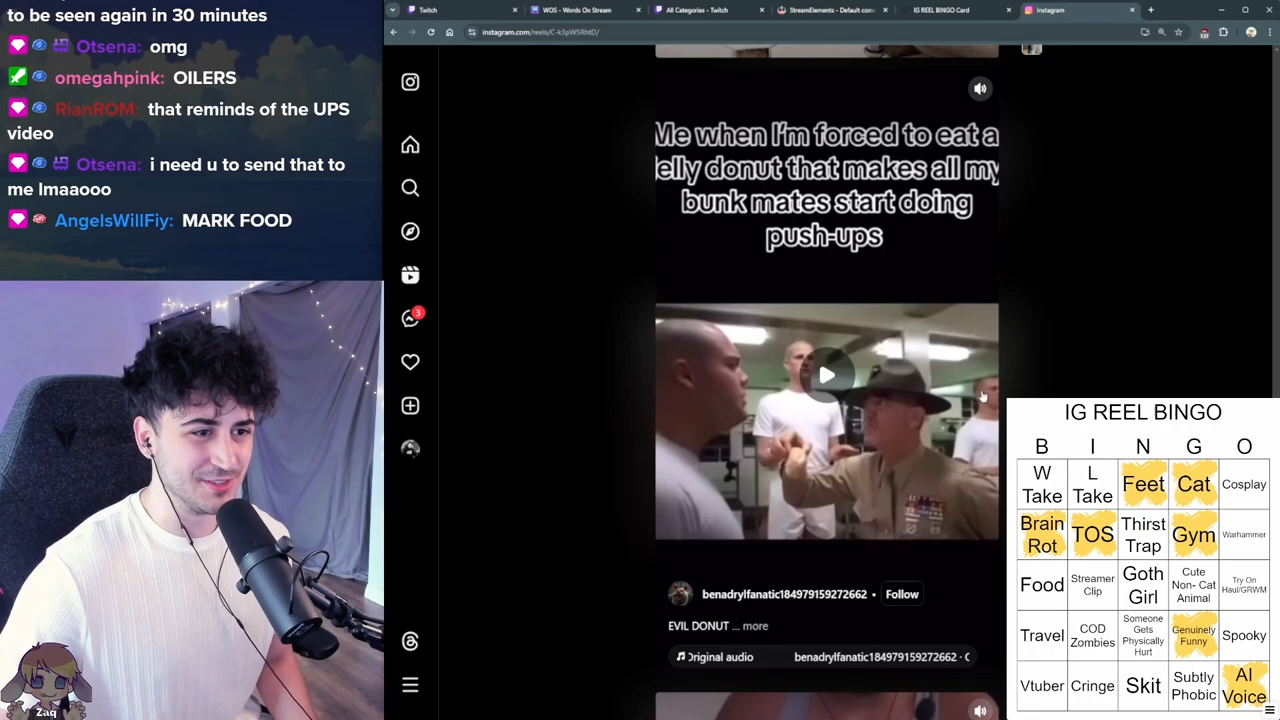 to be seen again in 30 minutes
Otsena: omg
omegahpink: OILERS
RianROM: that reminds of the UPS
video
Otsena: i need u to send that to
me lmaaooo
AngelsWillFiy: MARK FOOD
Zaq
Twitch
WOS - Words On Stream
All Categories - Twitch
StreamElements - Default com
IG REEL BINGO Card
Instagram
instagram.com/reels/C-k3pW5RhtD/
3
Me when I'm forced to eat a
elly donut that makes all my
bunk mates start doing
push-ups
benadrylfanatic184979159272662 • Follow
EVIL DONUT ... more
Original audio benadrylfanatic184979159272662 · C
IG REEL BINGO
B I N G O
W Take
L Take
Feet
Cat
Cosplay
Brain Rot
TOS
Thirst Trap
Gym
Warhammer
Food
Streamer Clip
Goth Girl
Cute Non- Cat Animal
Try On Haul/GRWM
Travel
COD Zombies
Someone Gets Physically Hurt
Genuinely Funny
Spooky
Vtuber
Cringe
Skit
Subtly Phobic
AI Voice